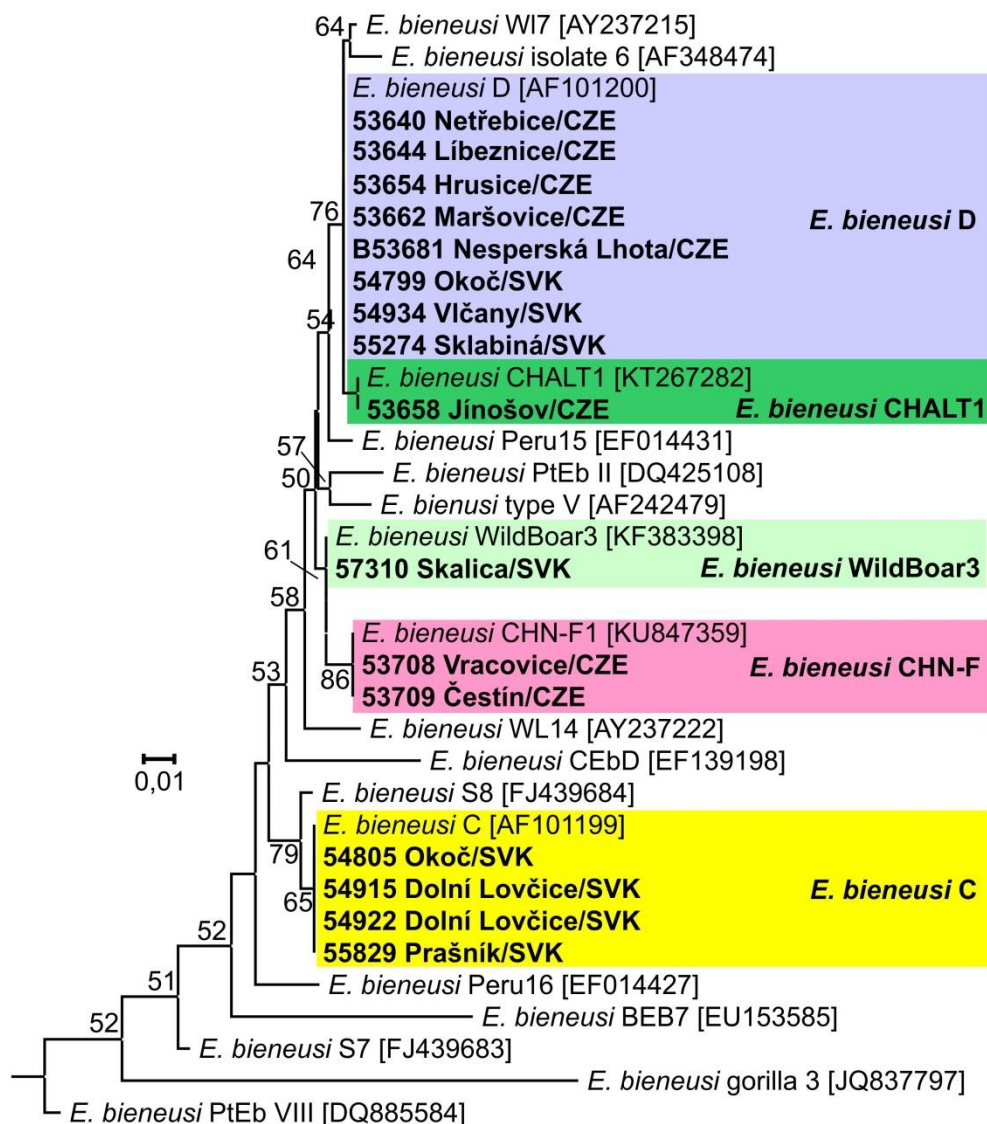 64
E. bieneusi WI7 [AY237215]
E. bieneusi isolate 6 [AF348474]
E. bieneusi D [AF101200]
53640 Netřebice/CZE
53644 Líbeznice/CZE
53654 Hrusice/CZE
76
53662 Maršovice/CZE
E. bieneusi D
64
B53681 Nesperská Lhota/CZE
54799 Okoč/SVK
54
54934 Vlčany/SVK
55274 Sklabiná/SVK
E. bieneusi CHALT1 [KT267282]
53658 Jínošov/CZE
E. bieneusi CHALT1
57
E. bieneusi Peru15 [EF014431]
50
E. bieneusi PtEb II [DQ425108]
E. bienusi type V [AF242479]
61
E. bieneusi WildBoar3 [KF383398]
57310 Skalica/SVK
E. bieneusi WildBoar3
58
E. bieneusi CHN-F1 [KU847359]
53
86
53708 Vracovice/CZE
E. bieneusi CHN-F
53709 Čestín/CZE
E. bieneusi WL14 [AY237222]
0,01
E. bieneusi CEbD [EF139198]
E. bieneusi S8 [FJ439684]
E. bieneusi C [AF101199]
79
54805 Okoč/SVK
65
54915 Dolní Lovčice/SVK
E. bieneusi C
54922 Dolní Lovčice/SVK
52
55829 Prašník/SVK
51
E. bieneusi Peru16 [EF014427]
52
E. bieneusi BEB7 [EU153585]
E. bieneusi S7 [FJ439683]
E. bieneusi gorilla 3 [JQ837797]
E. bieneusi PtEb VIII [DQ885584]